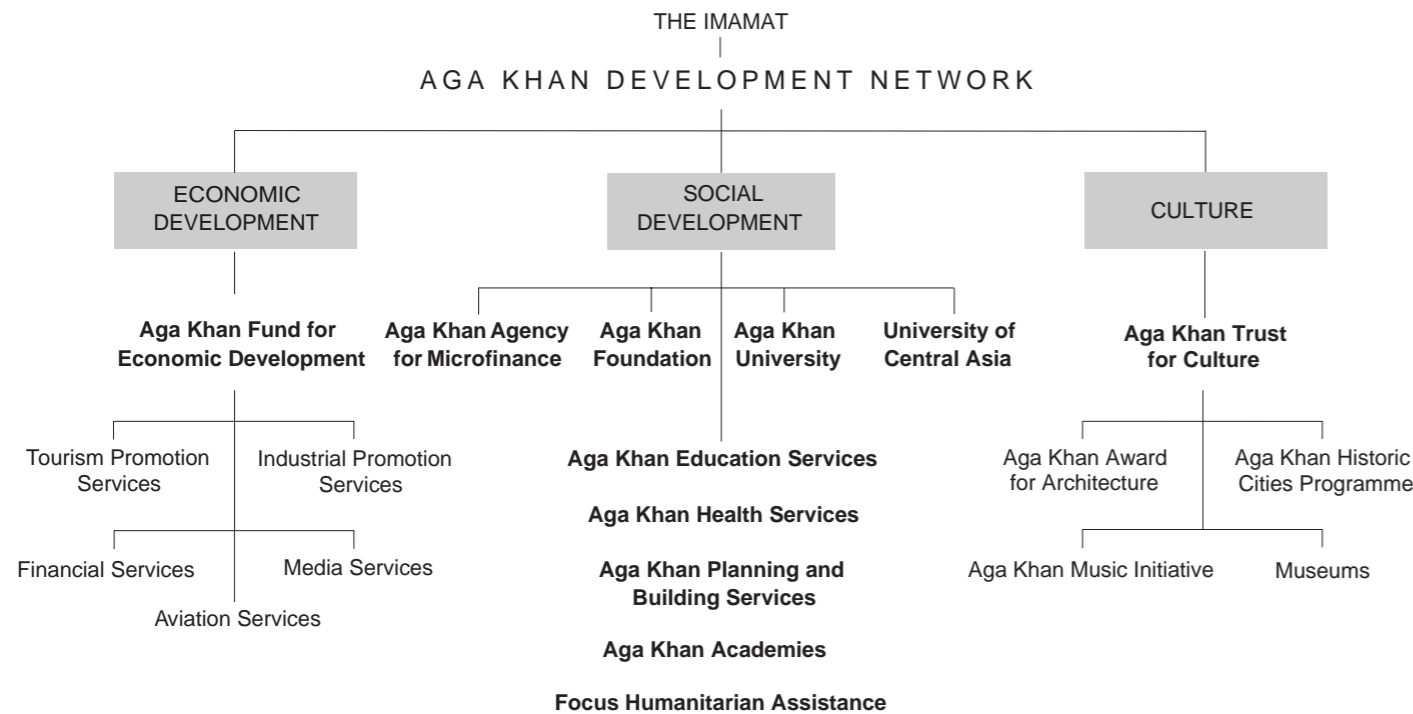 THE IMAMAT
AGA KHAN DEVELOPMENT NETWORK
ECONOMIC
DEVELOPMENT
SOCIAL
DEVELOPMENT
CULTURE
Aga Khan Fund for
Economic Development
Aga Khan Agency
for Microfinance
Aga Khan
Foundation
Aga Khan
University
University of
Central Asia
Aga Khan Trust
for Culture
Tourism Promotion
Services
Industrial Promotion
Services
Financial Services
Media Services
Aviation Services
Aga Khan Education Services
Aga Khan Health Services
Aga Khan Planning and
Building Services
Aga Khan Academies
Focus Humanitarian Assistance
Aga Khan Award
for Architecture
Aga Khan Historic
Cities Programme
Aga Khan Music Initiative
Museums